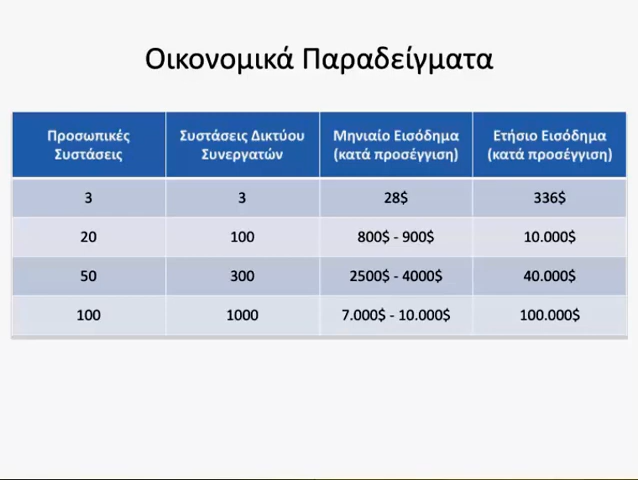 Οικονομικά Παραδείγματα
Προσωπικές Συστάσεις Δικτύου Μηνιαίο Εισόδημα Ετήσιο Εισόδημα
Συστάσεις Συνεργατών (κατά προσέγγιση) (κατά προσέγγιση)
3 3 28$ 336$
20 100 800$ - 900$ 10.000$
50 300 2500$ - 4000$ 40.000$
100 1000 7.000$ - 10.000$ 100.000$